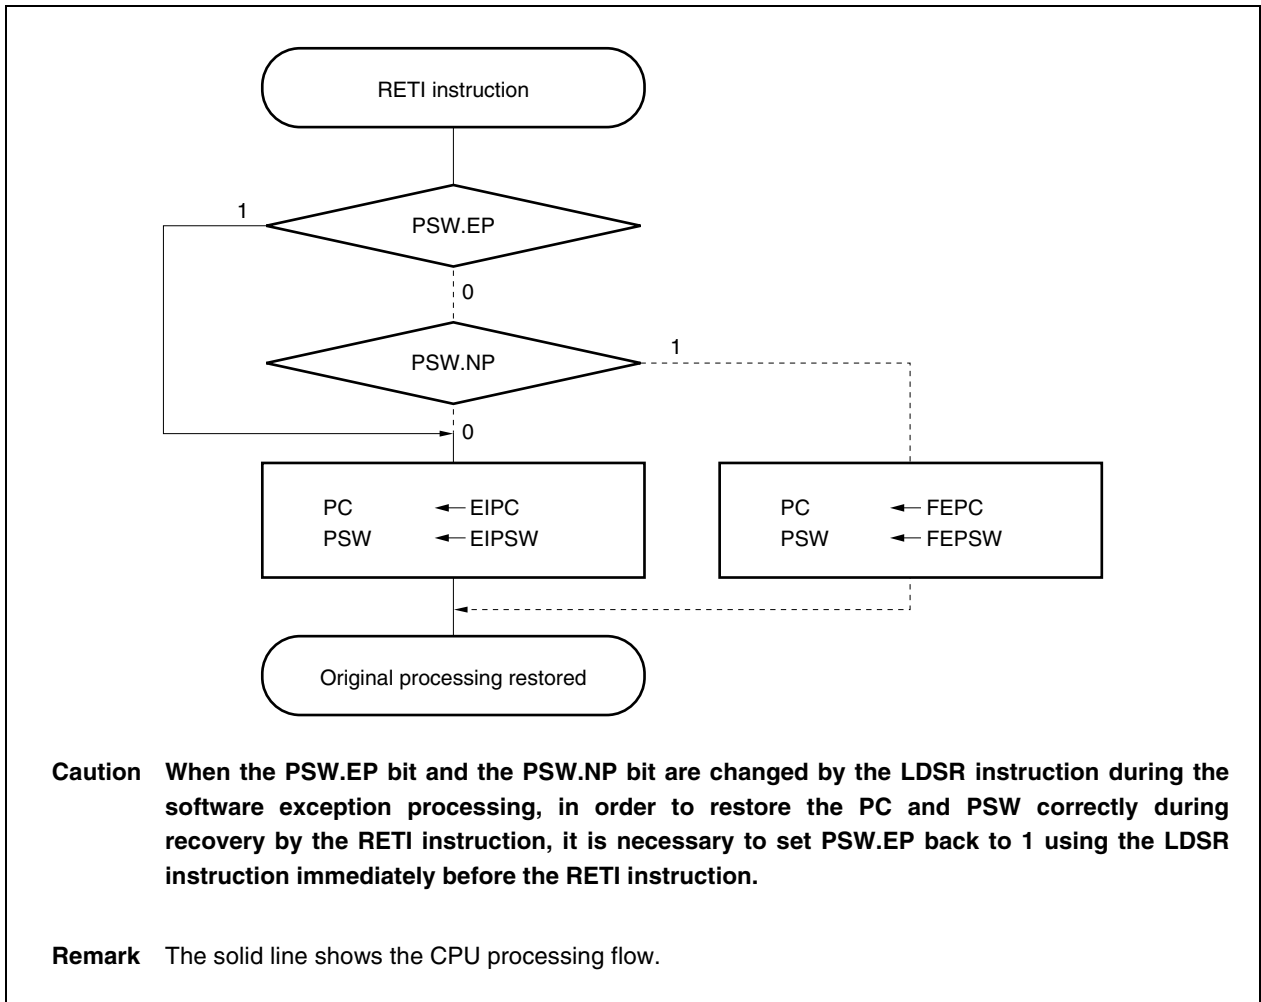 RETI instruction
1
PSW.EP
0
PSW.NP
1
0
PC ← EIPC
PSW ← EIPSW
PC ← FEPC
PSW ← FEPSW
Original processing restored
Caution When the PSW.EP bit and the PSW.NP bit are changed by the LDSR instruction during the
software exception processing, in order to restore the PC and PSW correctly during
recovery by the RETI instruction, it is necessary to set PSW.EP back to 1 using the LDSR
instruction immediately before the RETI instruction.
Remark The solid line shows the CPU processing flow.